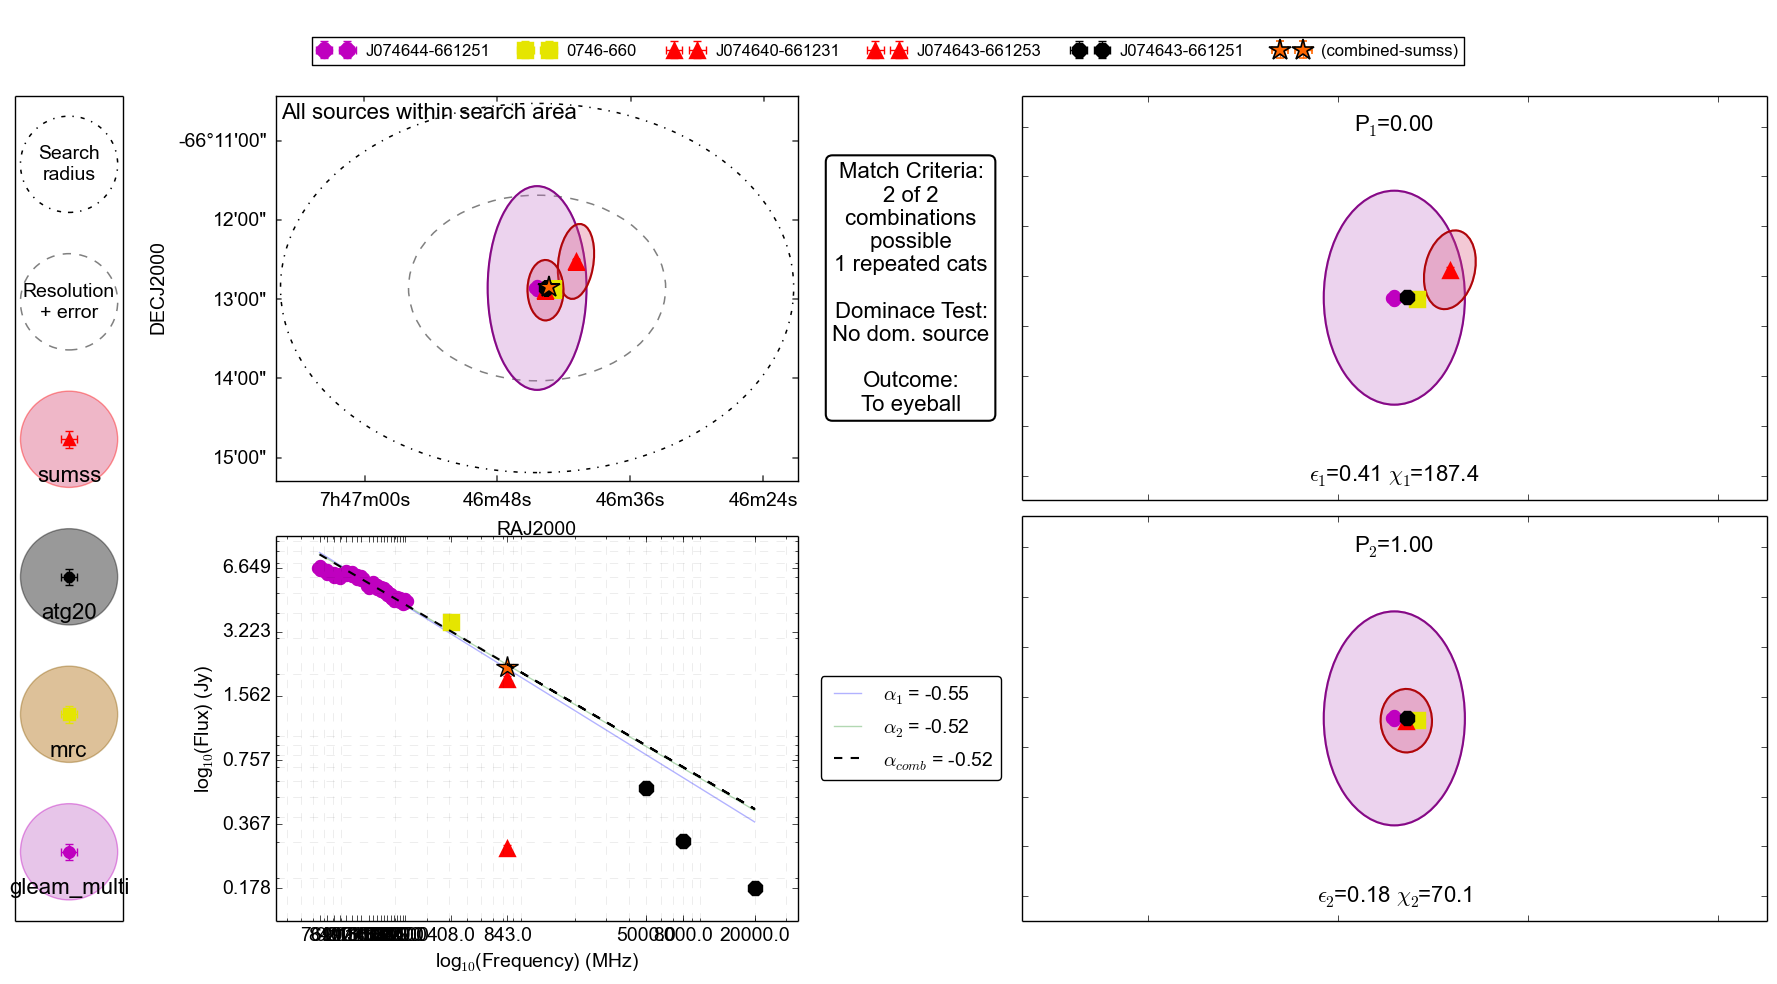 J074644-661251
0746-660
J074640-661231
J074643-661253
J074643-661251
(combined-sumss)
Search
radius
Resolution
+ error
sumss
atg20
mrc
gleam_multi
All sources within search area
DECJ2000
-66°11'00"
12'00"
13'00"
14'00"
15'00"
7h47m00s
46m48s
46m36s
46m24s
RAJ2000
Match Criteria:
2 of 2
combinations
possible
1 repeated cats
Dominace Test:
No dom. source
Outcome:
To eyeball
P1=0.00
ϵ1=0.41 χ1=187.4
P2=1.00
ϵ2=0.18 χ2=70.1
log10(Flux) (Jy)
6.649
3.223
1.562
0.757
0.367
0.178
408.0
843.0
5000.0
8000.0
20000.0
log10(Frequency) (MHz)
α1 = -0.55
α2 = -0.52
αcomb = -0.52